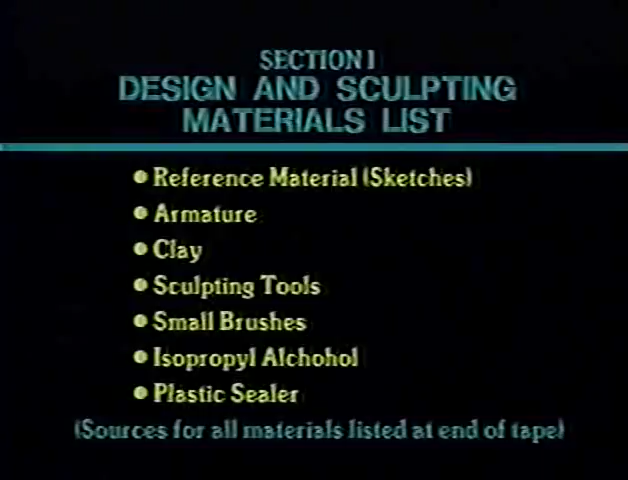 SECTION I
DESIGN AND SCULPTING
MATERIALS LIST
Reference Material (Sketches)
Armature
Clay
Sculpting Tools
Small Brushes
Isopropyl Alchohol
Plastic Sealer
(Sources for all materials listed at end of tape)